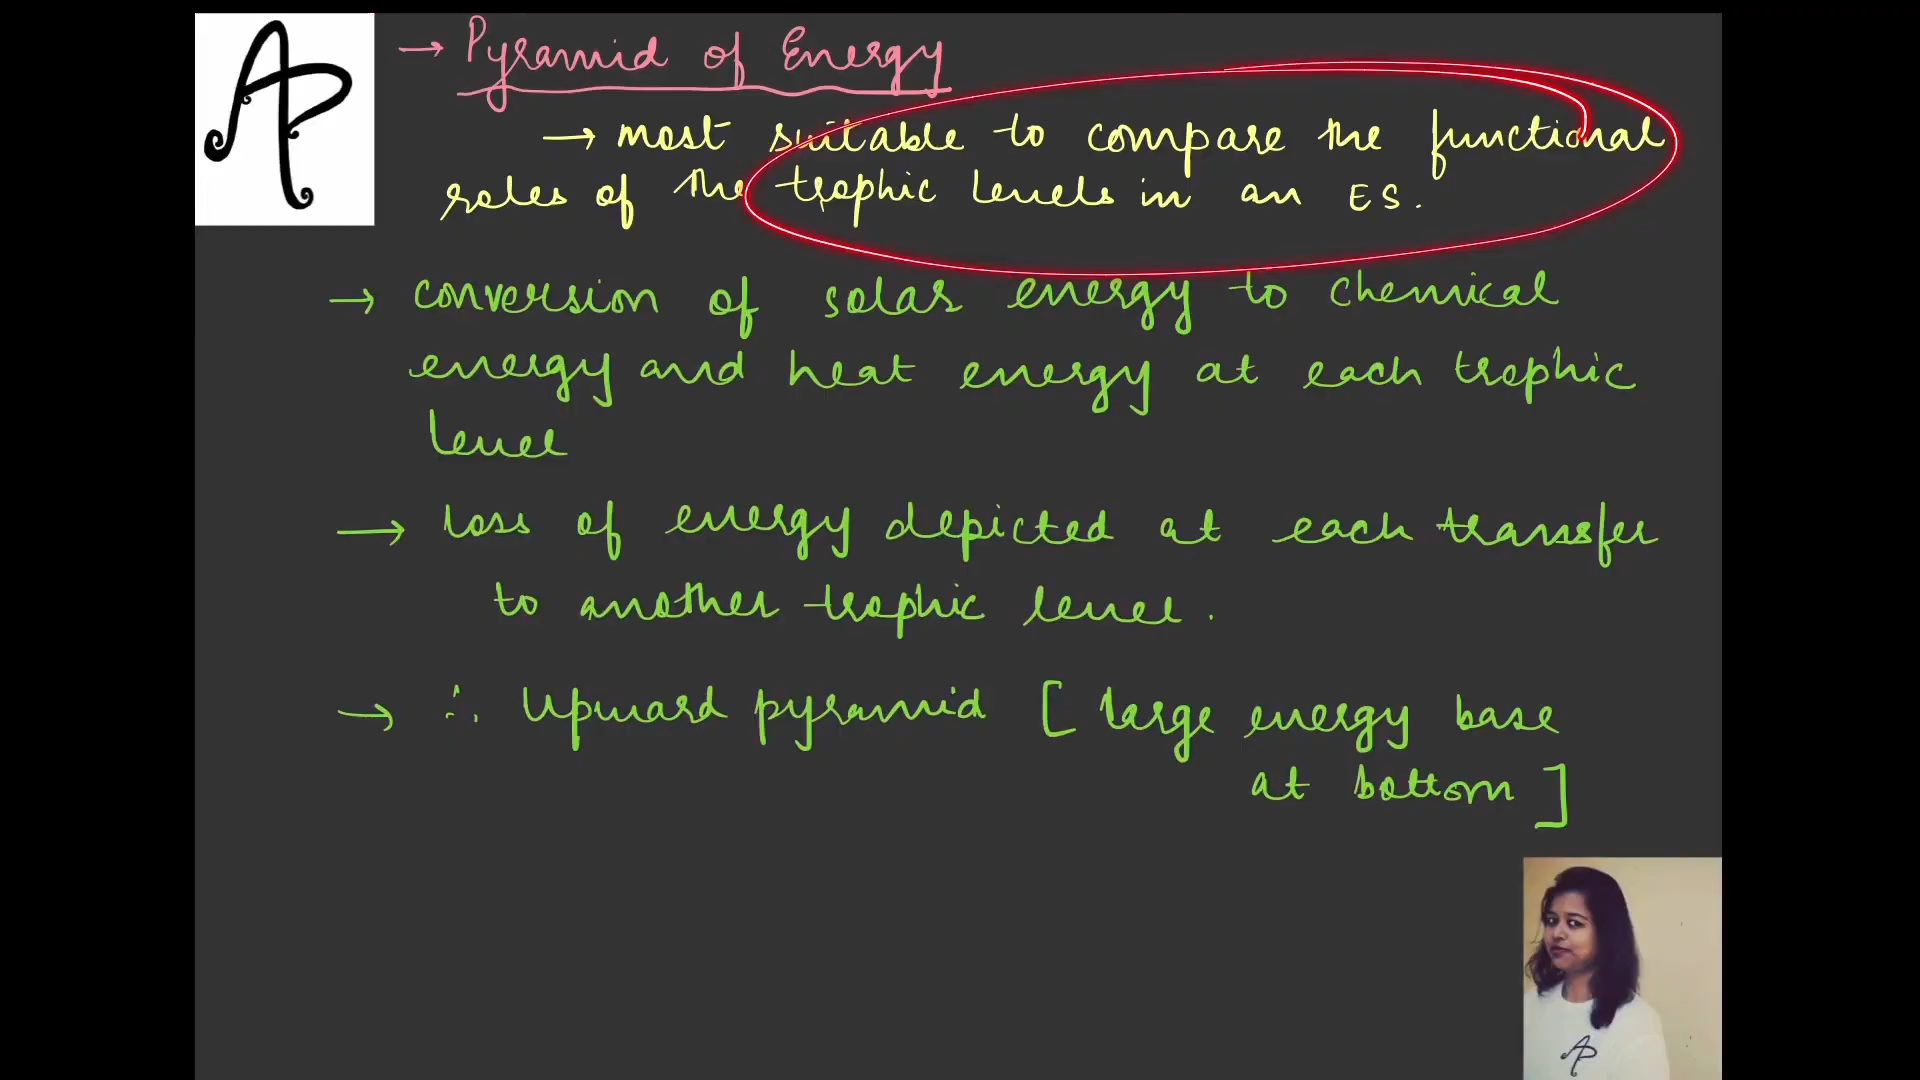 AP
→ Pyramid of Energy
→ most suitable to compare the functional
roles of the trophic levels in an ES.
→ conversion of solar energy to chemical
energy and heat energy at each trophic
level
→ loss of energy depicted at each transfer
to another trophic level.
→ ∴ Upward pyramid [ large energy base
at bottom ]
AP